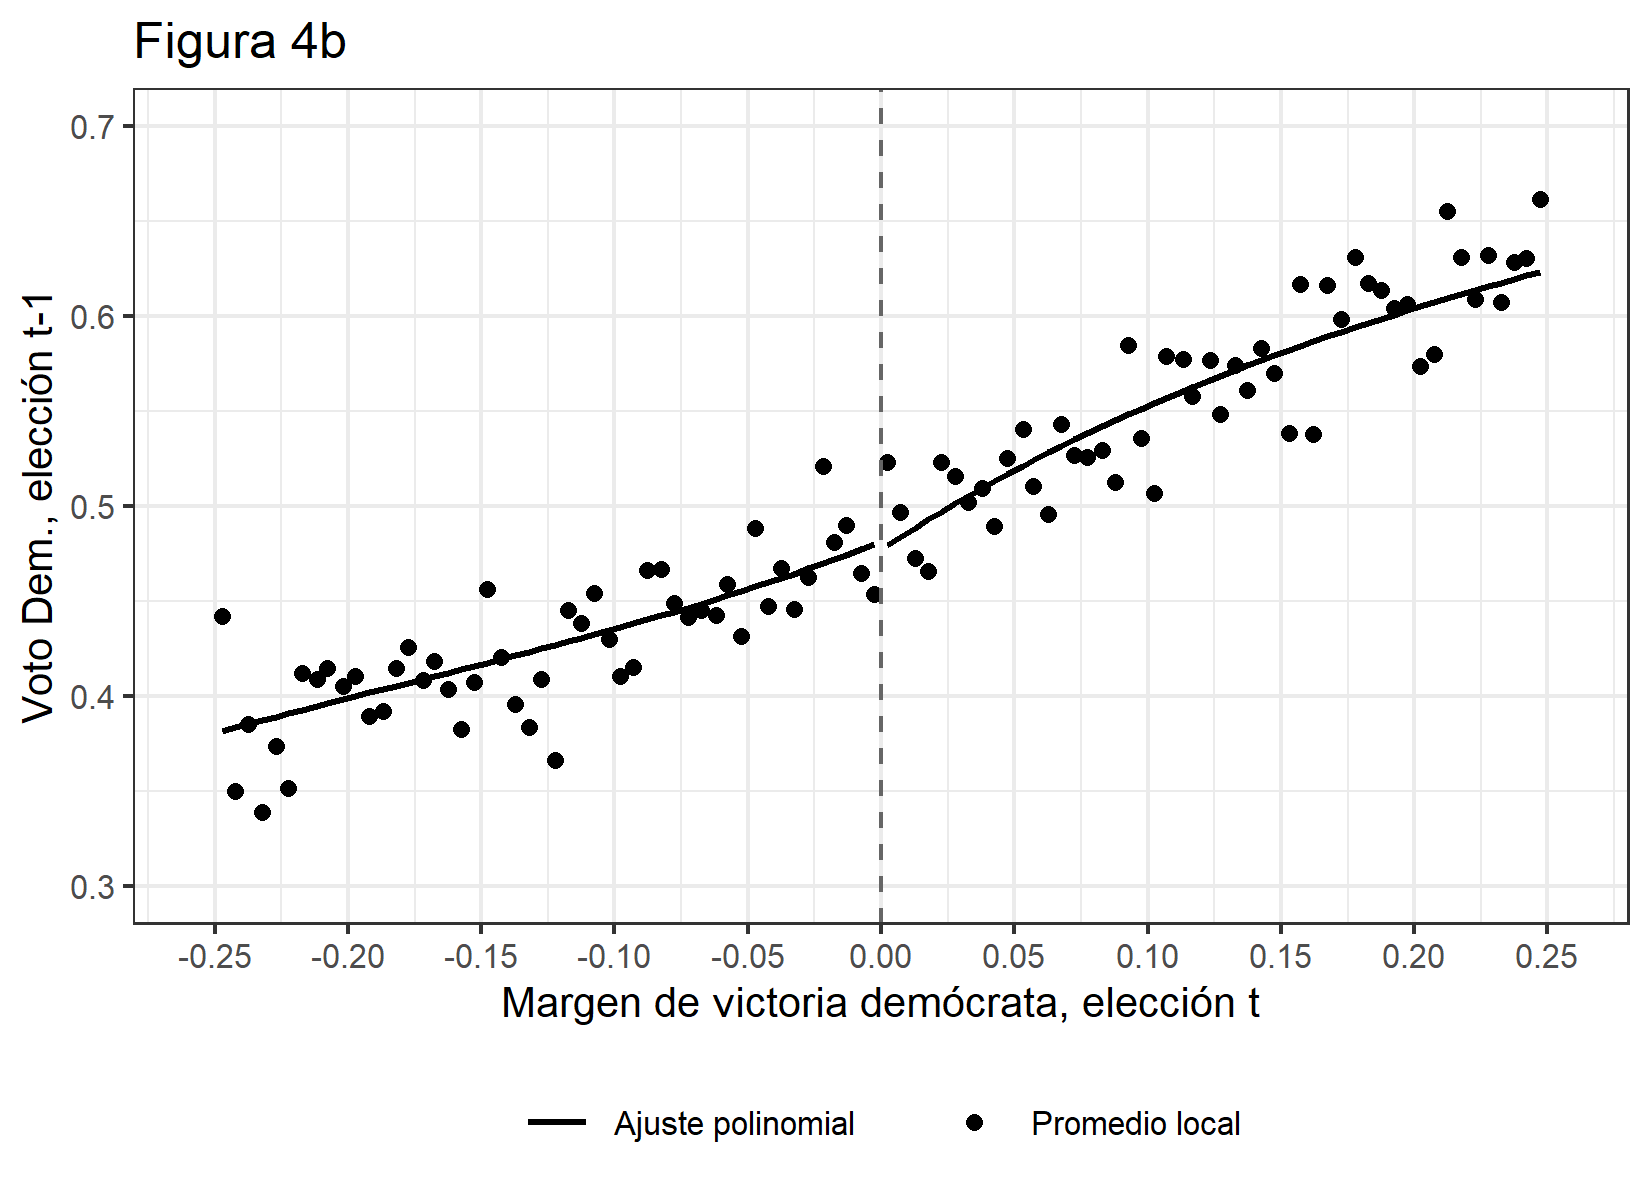 Figura 4b
Voto Dem., elección t-1
0.7
0.6
0.5
0.4
0.3
-0.25 -0.20 -0.15 -0.10 -0.05 0.00 0.05 0.10 0.15 0.20 0.25
Margen de victoria demócrata, elección t
Ajuste polinomial Promedio local